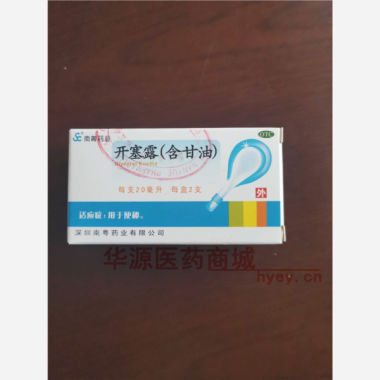 南粤药业
OTC
开塞露(含甘油)
每支20毫升 每盒2支
外
适应症:用于便秘。
深圳南粤药业有限公司
华源医药商城
hyey.cn